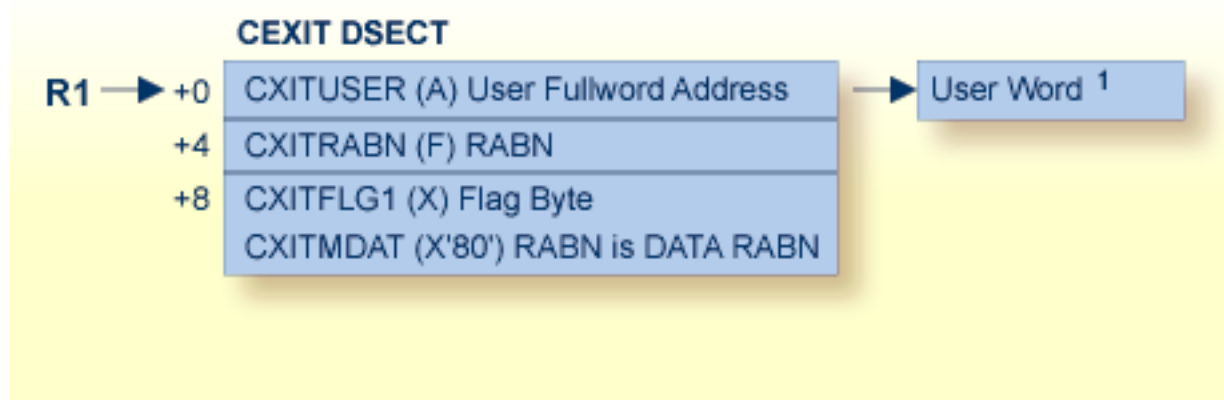 CEXIT DSECT
R1 +0 CXITUSER (A) User Fullword Address User Word 1
+4 CXITRABN (F) RABN
+8 CXITFLG1 (X) Flag Byte
CXITMDAT (X'80') RABN is DATA RABN